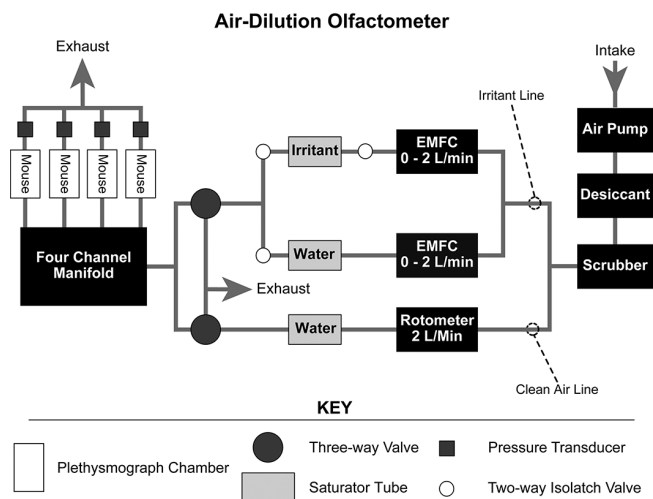 Air-Dilution Olfactometer
Exhaust
Intake
Irritant Line
Mouse
Mouse
Mouse
Mouse
Irritant
EMFC
0 - 2 L/min
Air Pump
Desiccant
Four Channel
Manifold
Water
EMFC
0 - 2 L/min
Scrubber
Exhaust
Water
Rotometer
2 L/Min
Clean Air Line
KEY
Plethysmograph Chamber
Three-way Valve
Pressure Transducer
Saturator Tube
Two-way Isolatch Valve